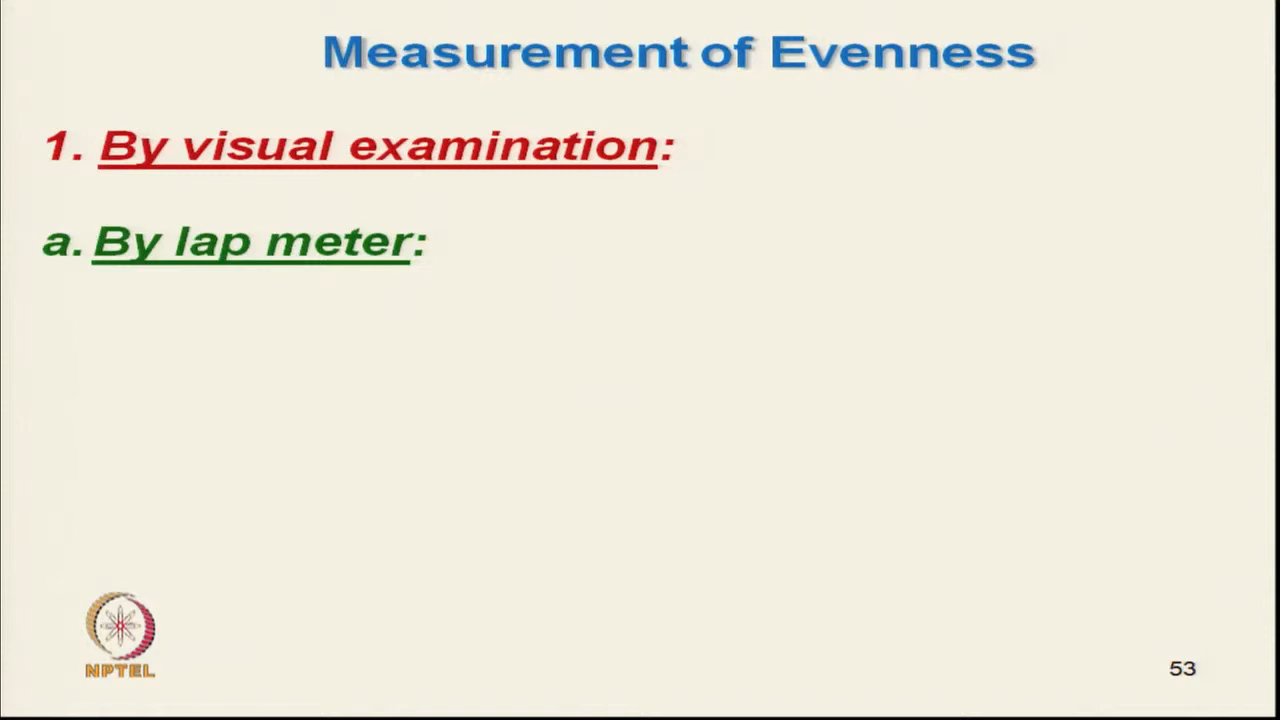 Measurement of Evenness
1. By visual examination:
a. By lap meter:
NPTEL
53